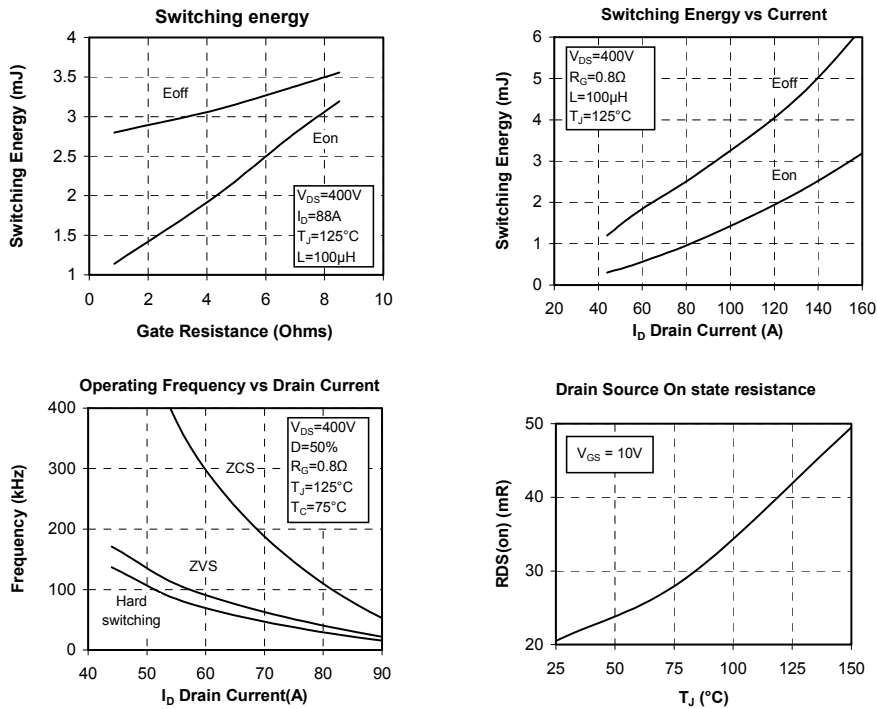 Switching energy
4
3.5
3
2.5
2
1.5
1
Switching Energy (mJ)
Eoff
Eon
VDS=400V
ID=88A
TJ=125°C
L=100µH
0 2 4 6 8 10
Gate Resistance (Ohms)
Switching Energy vs Current
6
5
4
3
2
1
0
Switching Energy (mJ)
VDS=400V
RG=0.8Ω
L=100µH
TJ=125°C
Eoff
Eon
20 40 60 80 100 120 140 160
ID Drain Current (A)
Operating Frequency vs Drain Current
400
300
200
100
0
Frequency (kHz)
ZCS
ZVS
Hard
switching
VDS=400V
D=50%
RG=0.8Ω
TJ=125°C
TC=75°C
40 50 60 70 80 90
ID Drain Current(A)
Drain Source On state resistance
50
40
30
20
RDS(on) (mR)
VGS = 10V
25 50 75 100 125 150
TJ (°C)